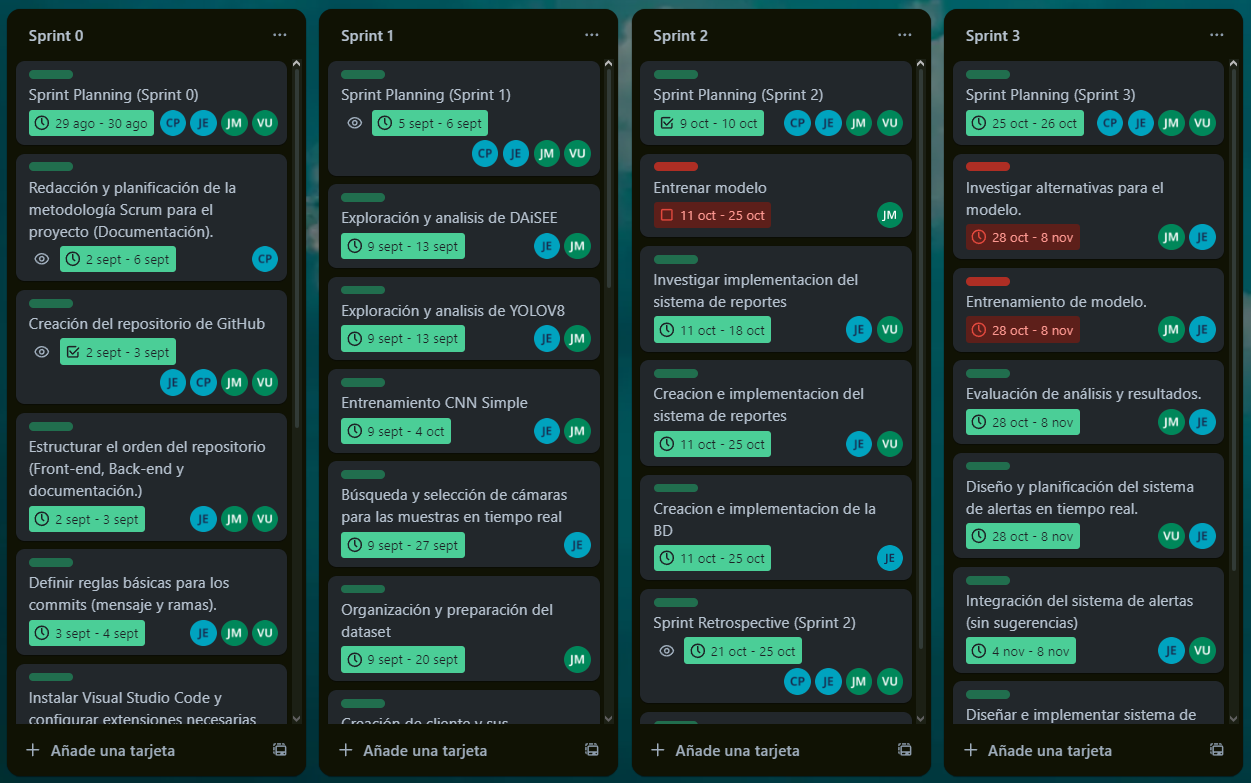 Sprint 0
Sprint Planning (Sprint 0)
29 ago - 30 ago
CP JE JM VU
Redacción y planificación de la
metodología Scrum para el
proyecto (Documentación).
2 sept - 6 sept
CP
Creación del repositorio de GitHub
2 sept - 3 sept
JE CP JM VU
Estructurar el orden del repositorio
(Front-end, Back-end y
documentación.)
2 sept - 3 sept
JE JM VU
Definir reglas básicas para los
commits (mensaje y ramas).
3 sept - 4 sept
JE JM VU
Instalar Visual Studio Code y
configurar extensiones necesarias
Añade una tarjeta
Sprint 1
Sprint Planning (Sprint 1)
5 sept - 6 sept
CP JE JM VU
Exploración y analisis de DAiSEE
9 sept - 13 sept
JE JM
Exploración y analisis de YOLOV8
9 sept - 13 sept
JE JM
Entrenamiento CNN Simple
9 sept - 4 oct
JE JM
Búsqueda y selección de cámaras
para las muestras en tiempo real
9 sept - 27 sept
JE
Organización y preparación del
dataset
9 sept - 20 sept
JM
Creación de cliente y sus
Añade una tarjeta
Sprint 2
Sprint Planning (Sprint 2)
9 oct - 10 oct
CP JE JM VU
Entrenar modelo
11 oct - 25 oct
JM
Investigar implementacion del
sistema de reportes
11 oct - 18 oct
JE VU
Creacion e implementacion del
sistema de reportes
11 oct - 25 oct
JE VU
Creacion e implementacion de la
BD
11 oct - 25 oct
JE
Sprint Retrospective (Sprint 2)
21 oct - 25 oct
CP JE JM VU
Añade una tarjeta
Sprint 3
Sprint Planning (Sprint 3)
25 oct - 26 oct
CP JE JM VU
Investigar alternativas para el
modelo.
28 oct - 8 nov
JM JE
Entrenamiento de modelo.
28 oct - 8 nov
JM JE
Evaluación de análisis y resultados.
28 oct - 8 nov
JM JE
Diseño y planificación del sistema
de alertas en tiempo real.
28 oct - 8 nov
VU JE
Integración del sistema de alertas
(sin sugerencias)
4 nov - 8 nov
JE VU
Diseñar e implementar sistema de
Añade una tarjeta